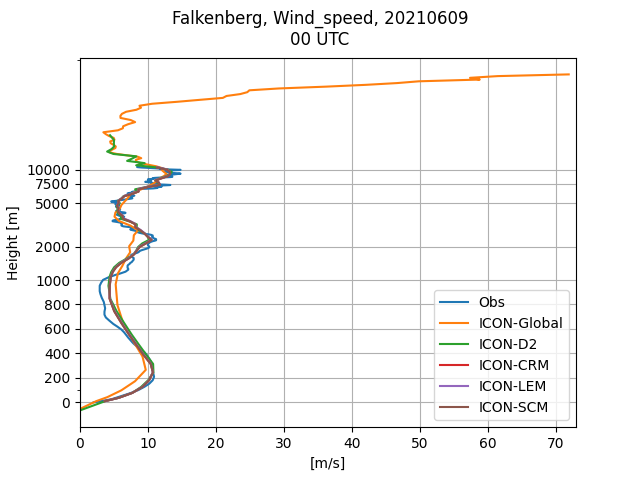 Falkenberg, Wind_speed, 20210609
00 UTC
Height [m]
10000
7500
5000
2000
1000
800
600
400
200
0
Obs
ICON-Global
ICON-D2
ICON-CRM
ICON-LEM
ICON-SCM
0 10 20 30 40 50 60 70
[m/s]